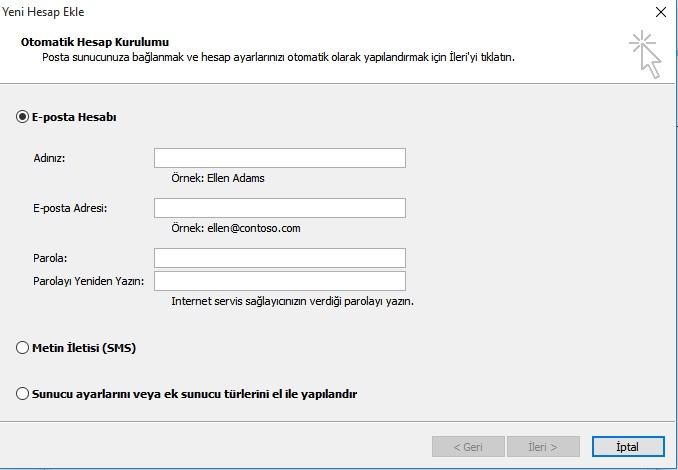 Yeni Hesap Ekle
Otomatik Hesap Kurulumu
Posta sunucunuza bağlanmak ve hesap ayarlarınızı otomatik olarak yapılandırmak için İleri'yi tıklatın.
E-posta Hesabı
Adınız:
Örnek: Ellen Adams
E-posta Adresi:
Örnek: ellen@contoso.com
Parola:
Parolayı Yeniden Yazın:
Internet servis sağlayıcınızın verdiği parolayı yazın.
Metin İletisi (SMS)
Sunucu ayarlarını veya ek sunucu türlerini el ile yapılandır
< Geri İleri > İptal